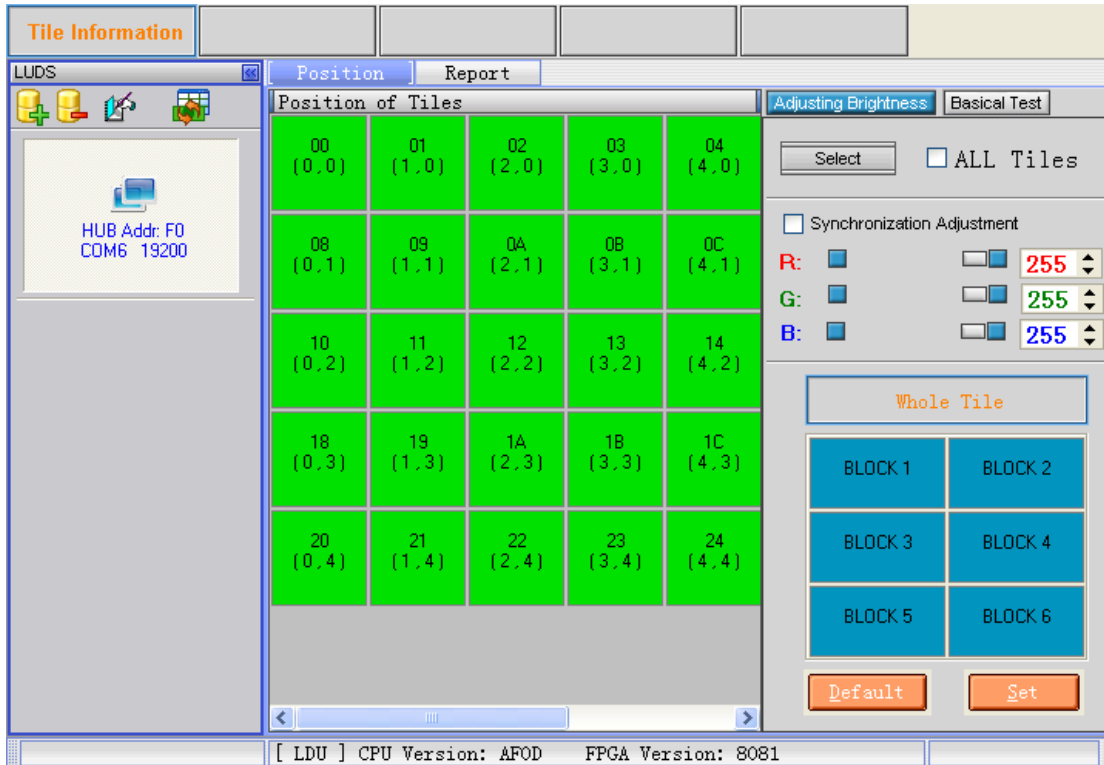 Tile Information
LUDS
Position
Report
Position of Tiles
Adjusting Brightness
Basical Test
00 01 02 03 04
(0,0) (1,0) (2,0) (3,0) (4,0)
08 09 0A 0B 0C
(0,1) (1,1) (2,1) (3,1) (4,1)
10 11 12 13 14
(0,2) (1,2) (2,2) (3,2) (4,2)
18 19 1A 1B 1C
(0,3) (1,3) (2,3) (3,3) (4,3)
20 21 22 23 24
(0,4) (1,4) (2,4) (3,4) (4,4)
HUB Addr: F0
COM6 19200
Select
ALL Tiles
Synchronization Adjustment
R: 255
G: 255
B: 255
Whole Tile
BLOCK 1 BLOCK 2
BLOCK 3 BLOCK 4
BLOCK 5 BLOCK 6
Default
Set
[ LDU ] CPU Version: AF0D FPGA Version: 8081